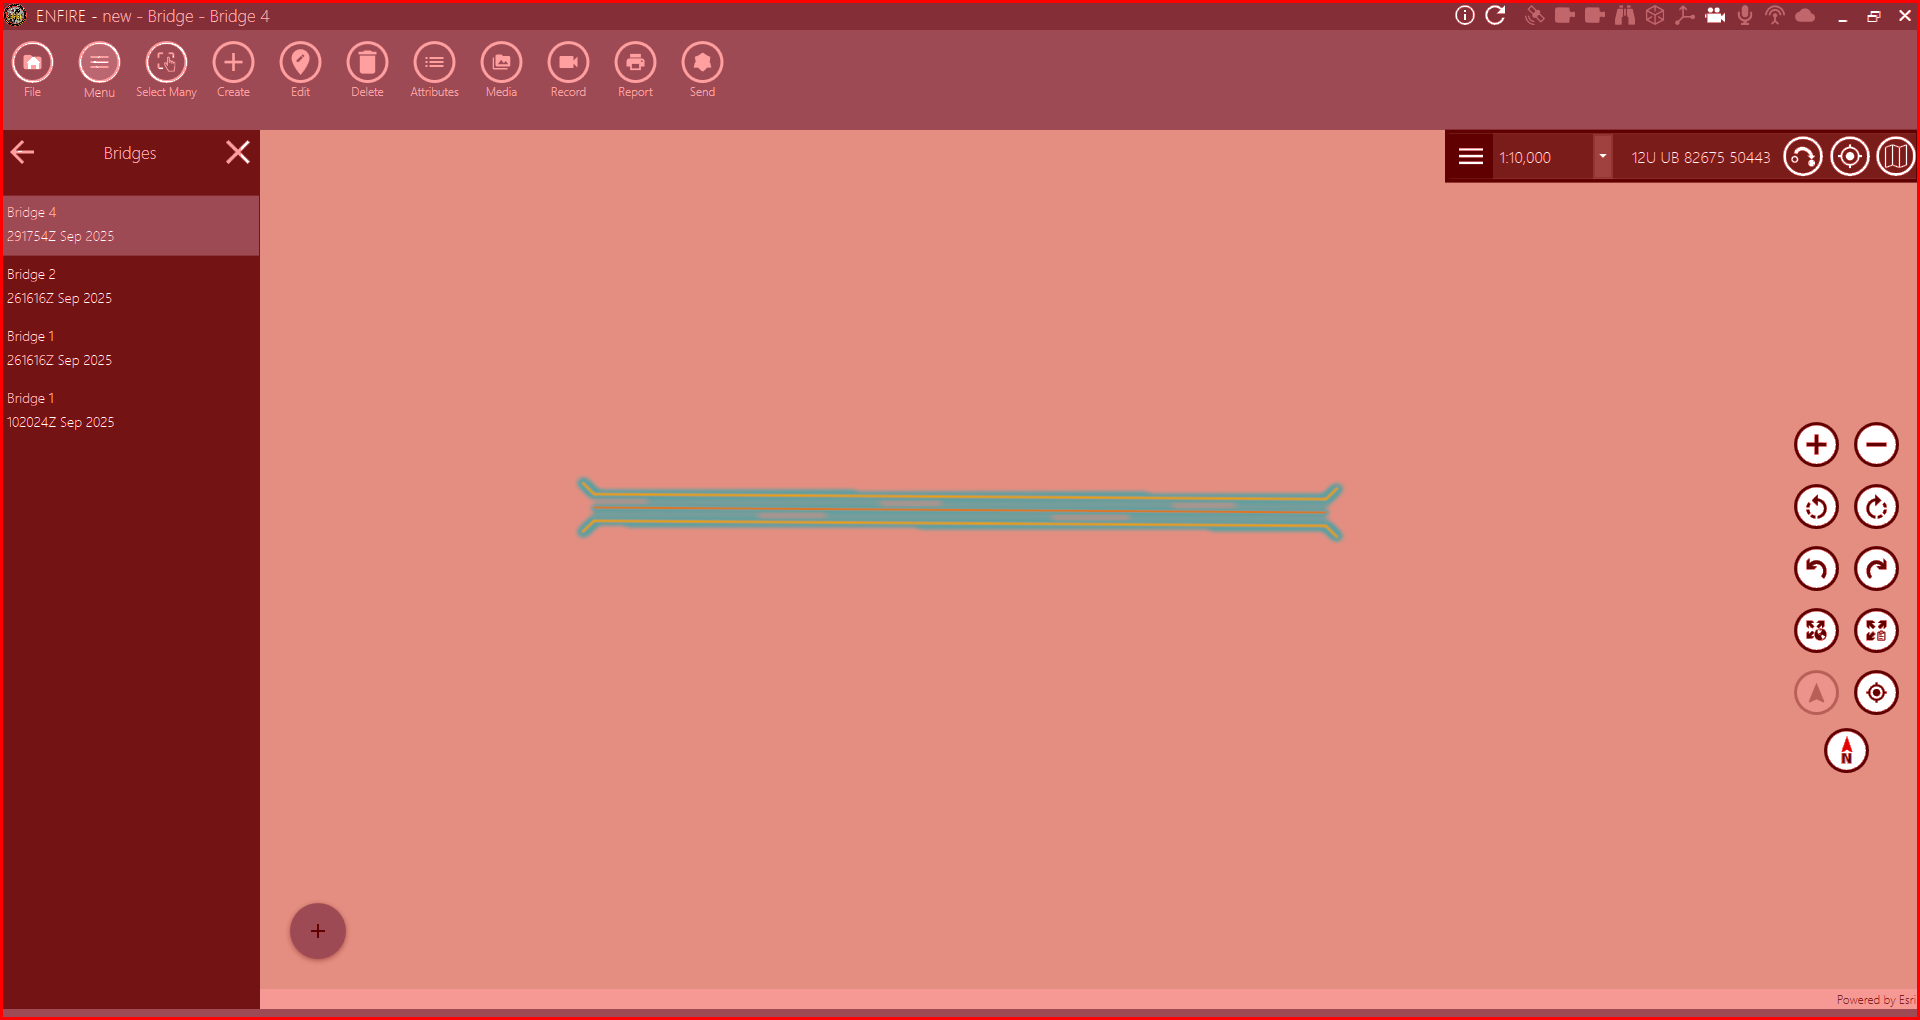 ENFIRE - new - Bridge - Bridge 4
File
Menu
Select Many
Create
Edit
Delete
Attributes
Media
Record
Report
Send
Bridges
1:10,000
12U UB 82675 50443
Bridge 4
291754Z Sep 2025
Bridge 2
261616Z Sep 2025
Bridge 1
261616Z Sep 2025
Bridge 1
102024Z Sep 2025
N
Powered by Esri